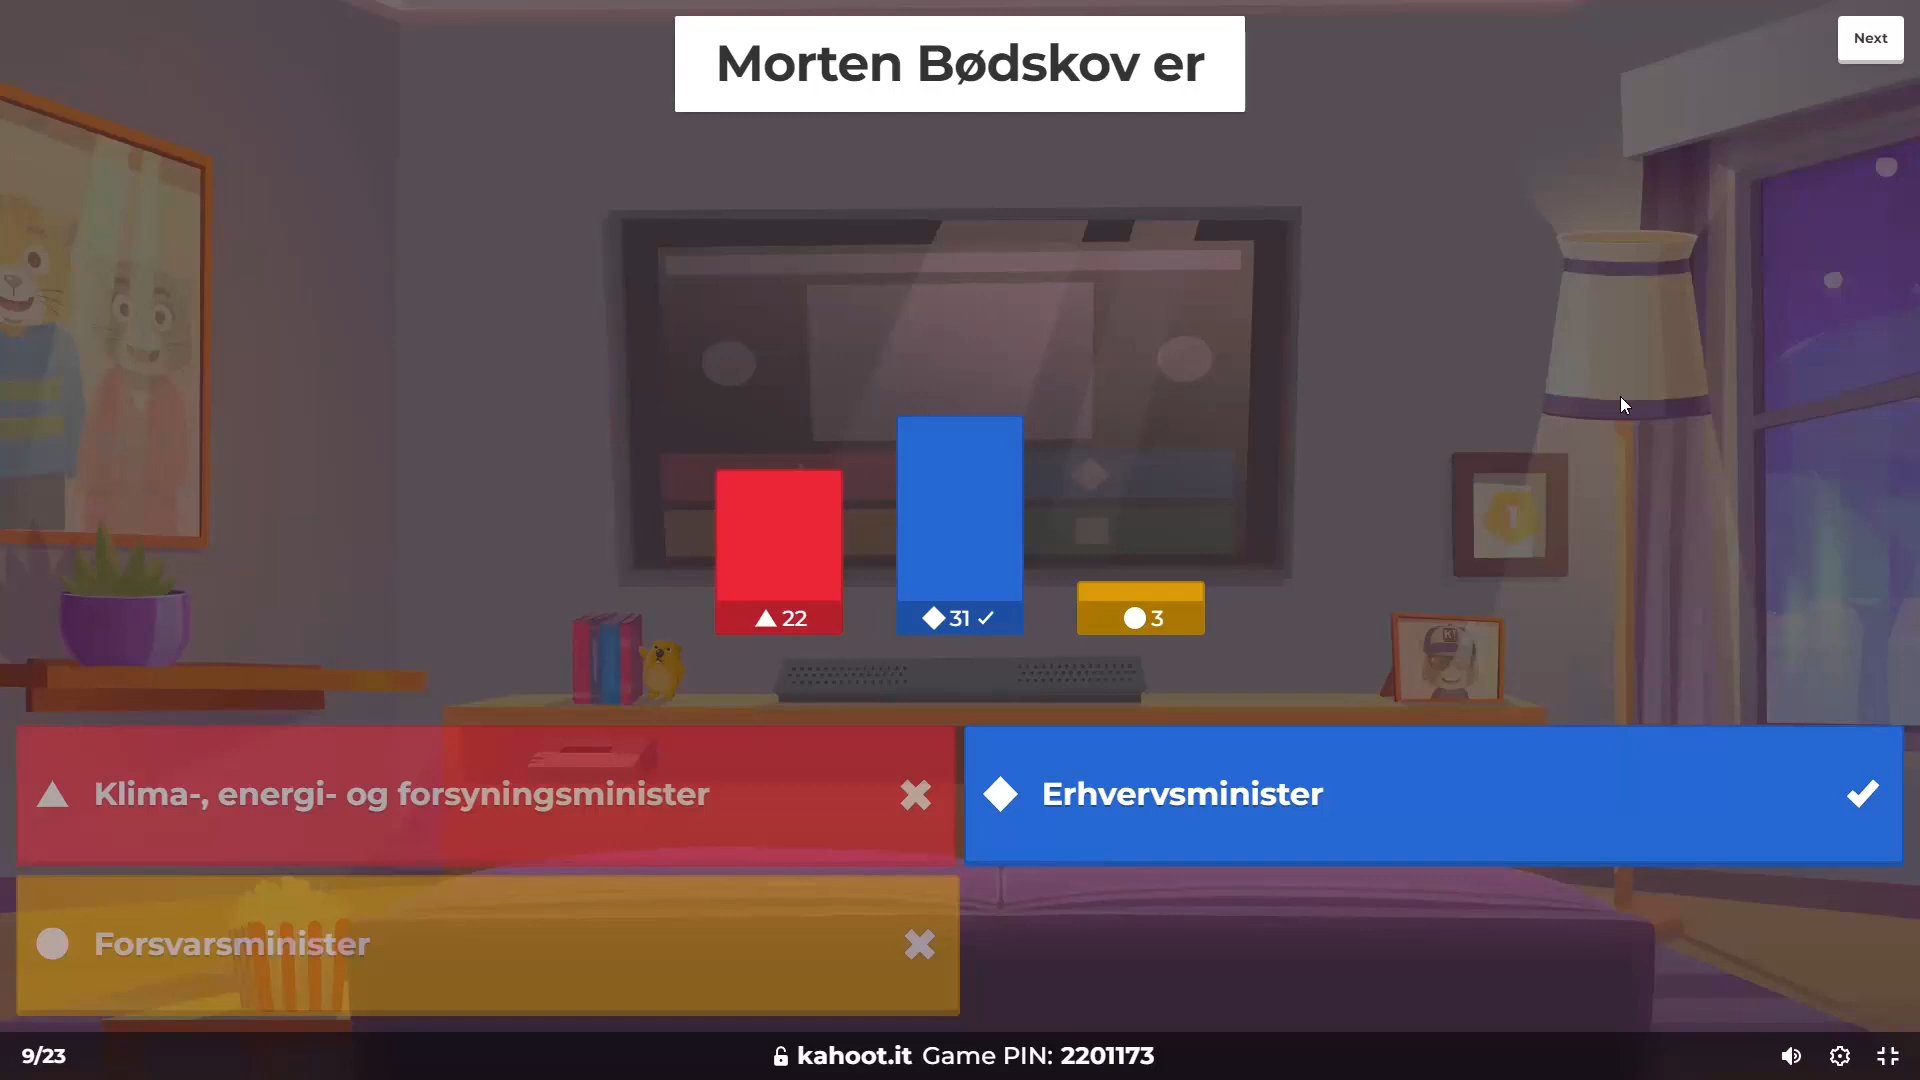 Morten Bødskov er
Next
22
31
3
Klima-, energi- og forsyningsminister
Erhvervsminister
Forsvarsminister
9/23
kahoot.it Game PIN: 2201173